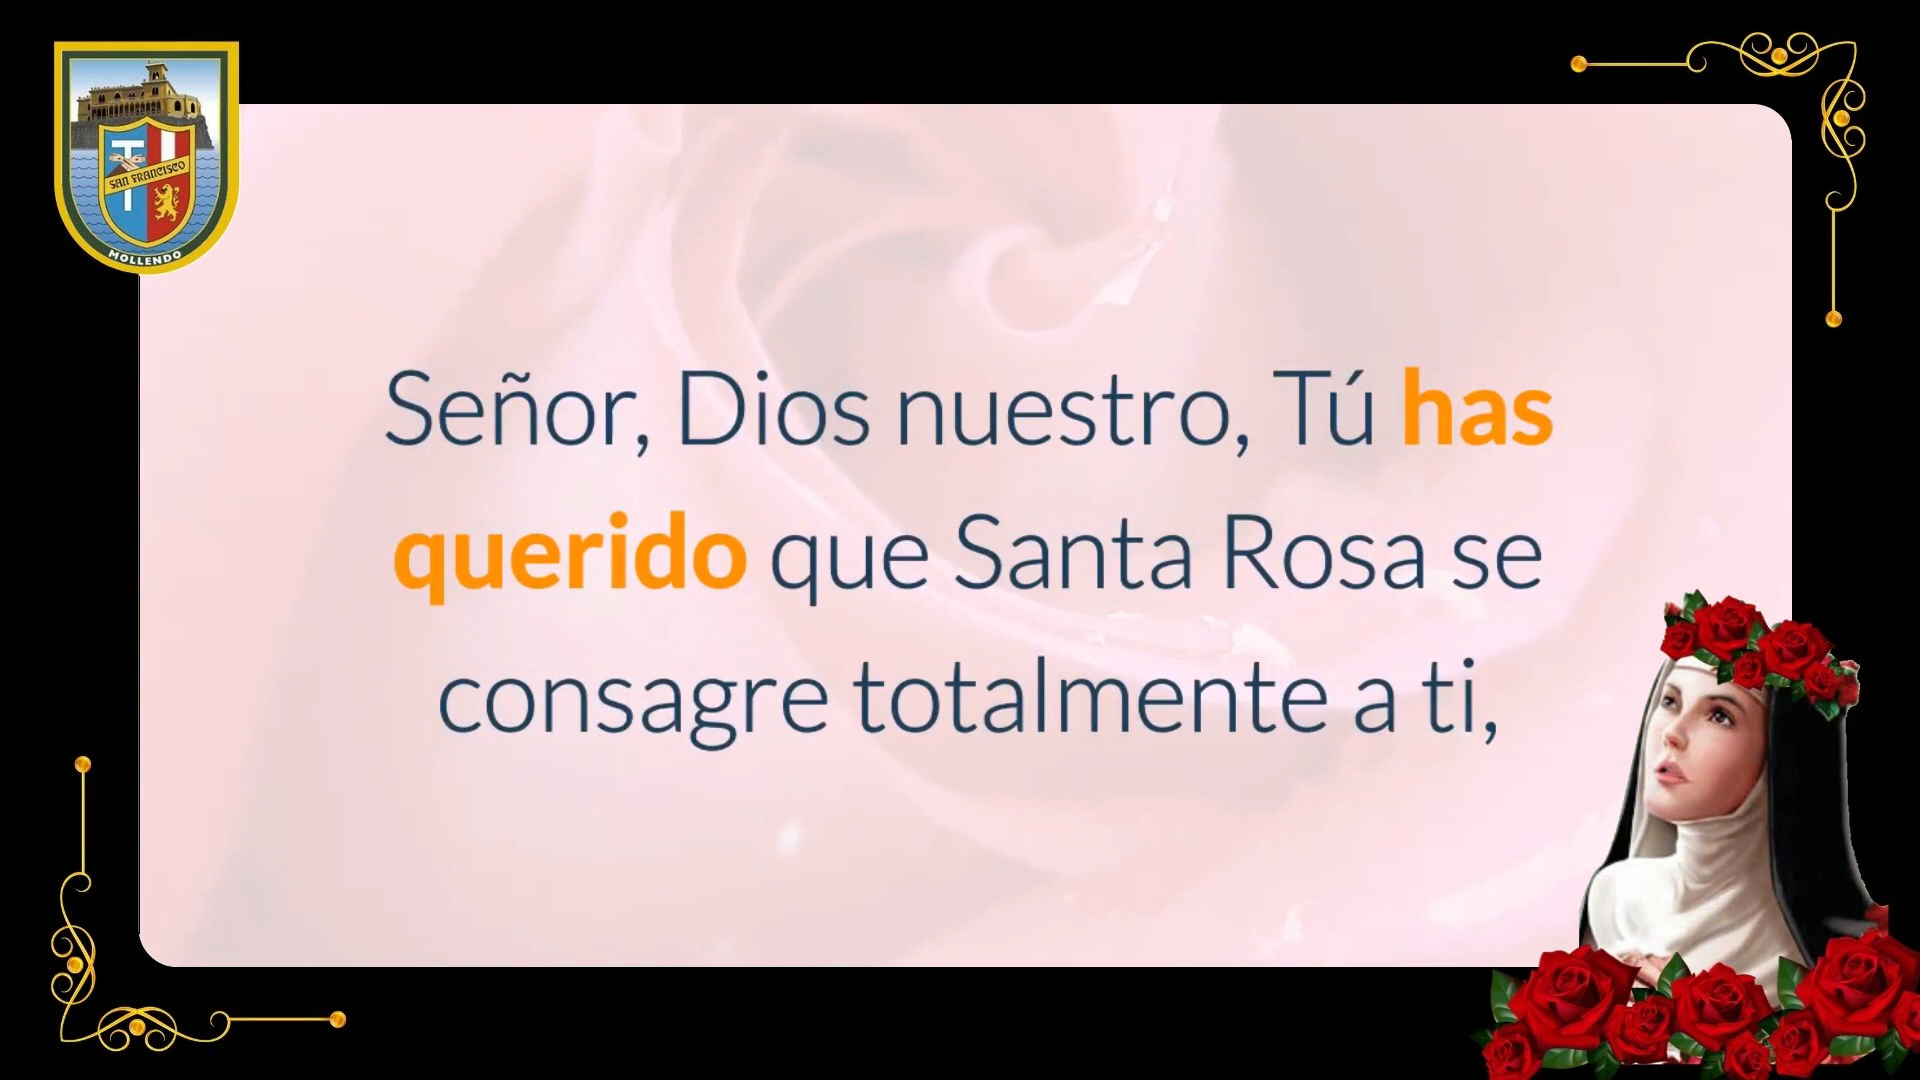 SAN FRANCISCO
MOLLENDO
Señor, Dios nuestro, Tú has
querido que Santa Rosa se
consagre totalmente a ti,